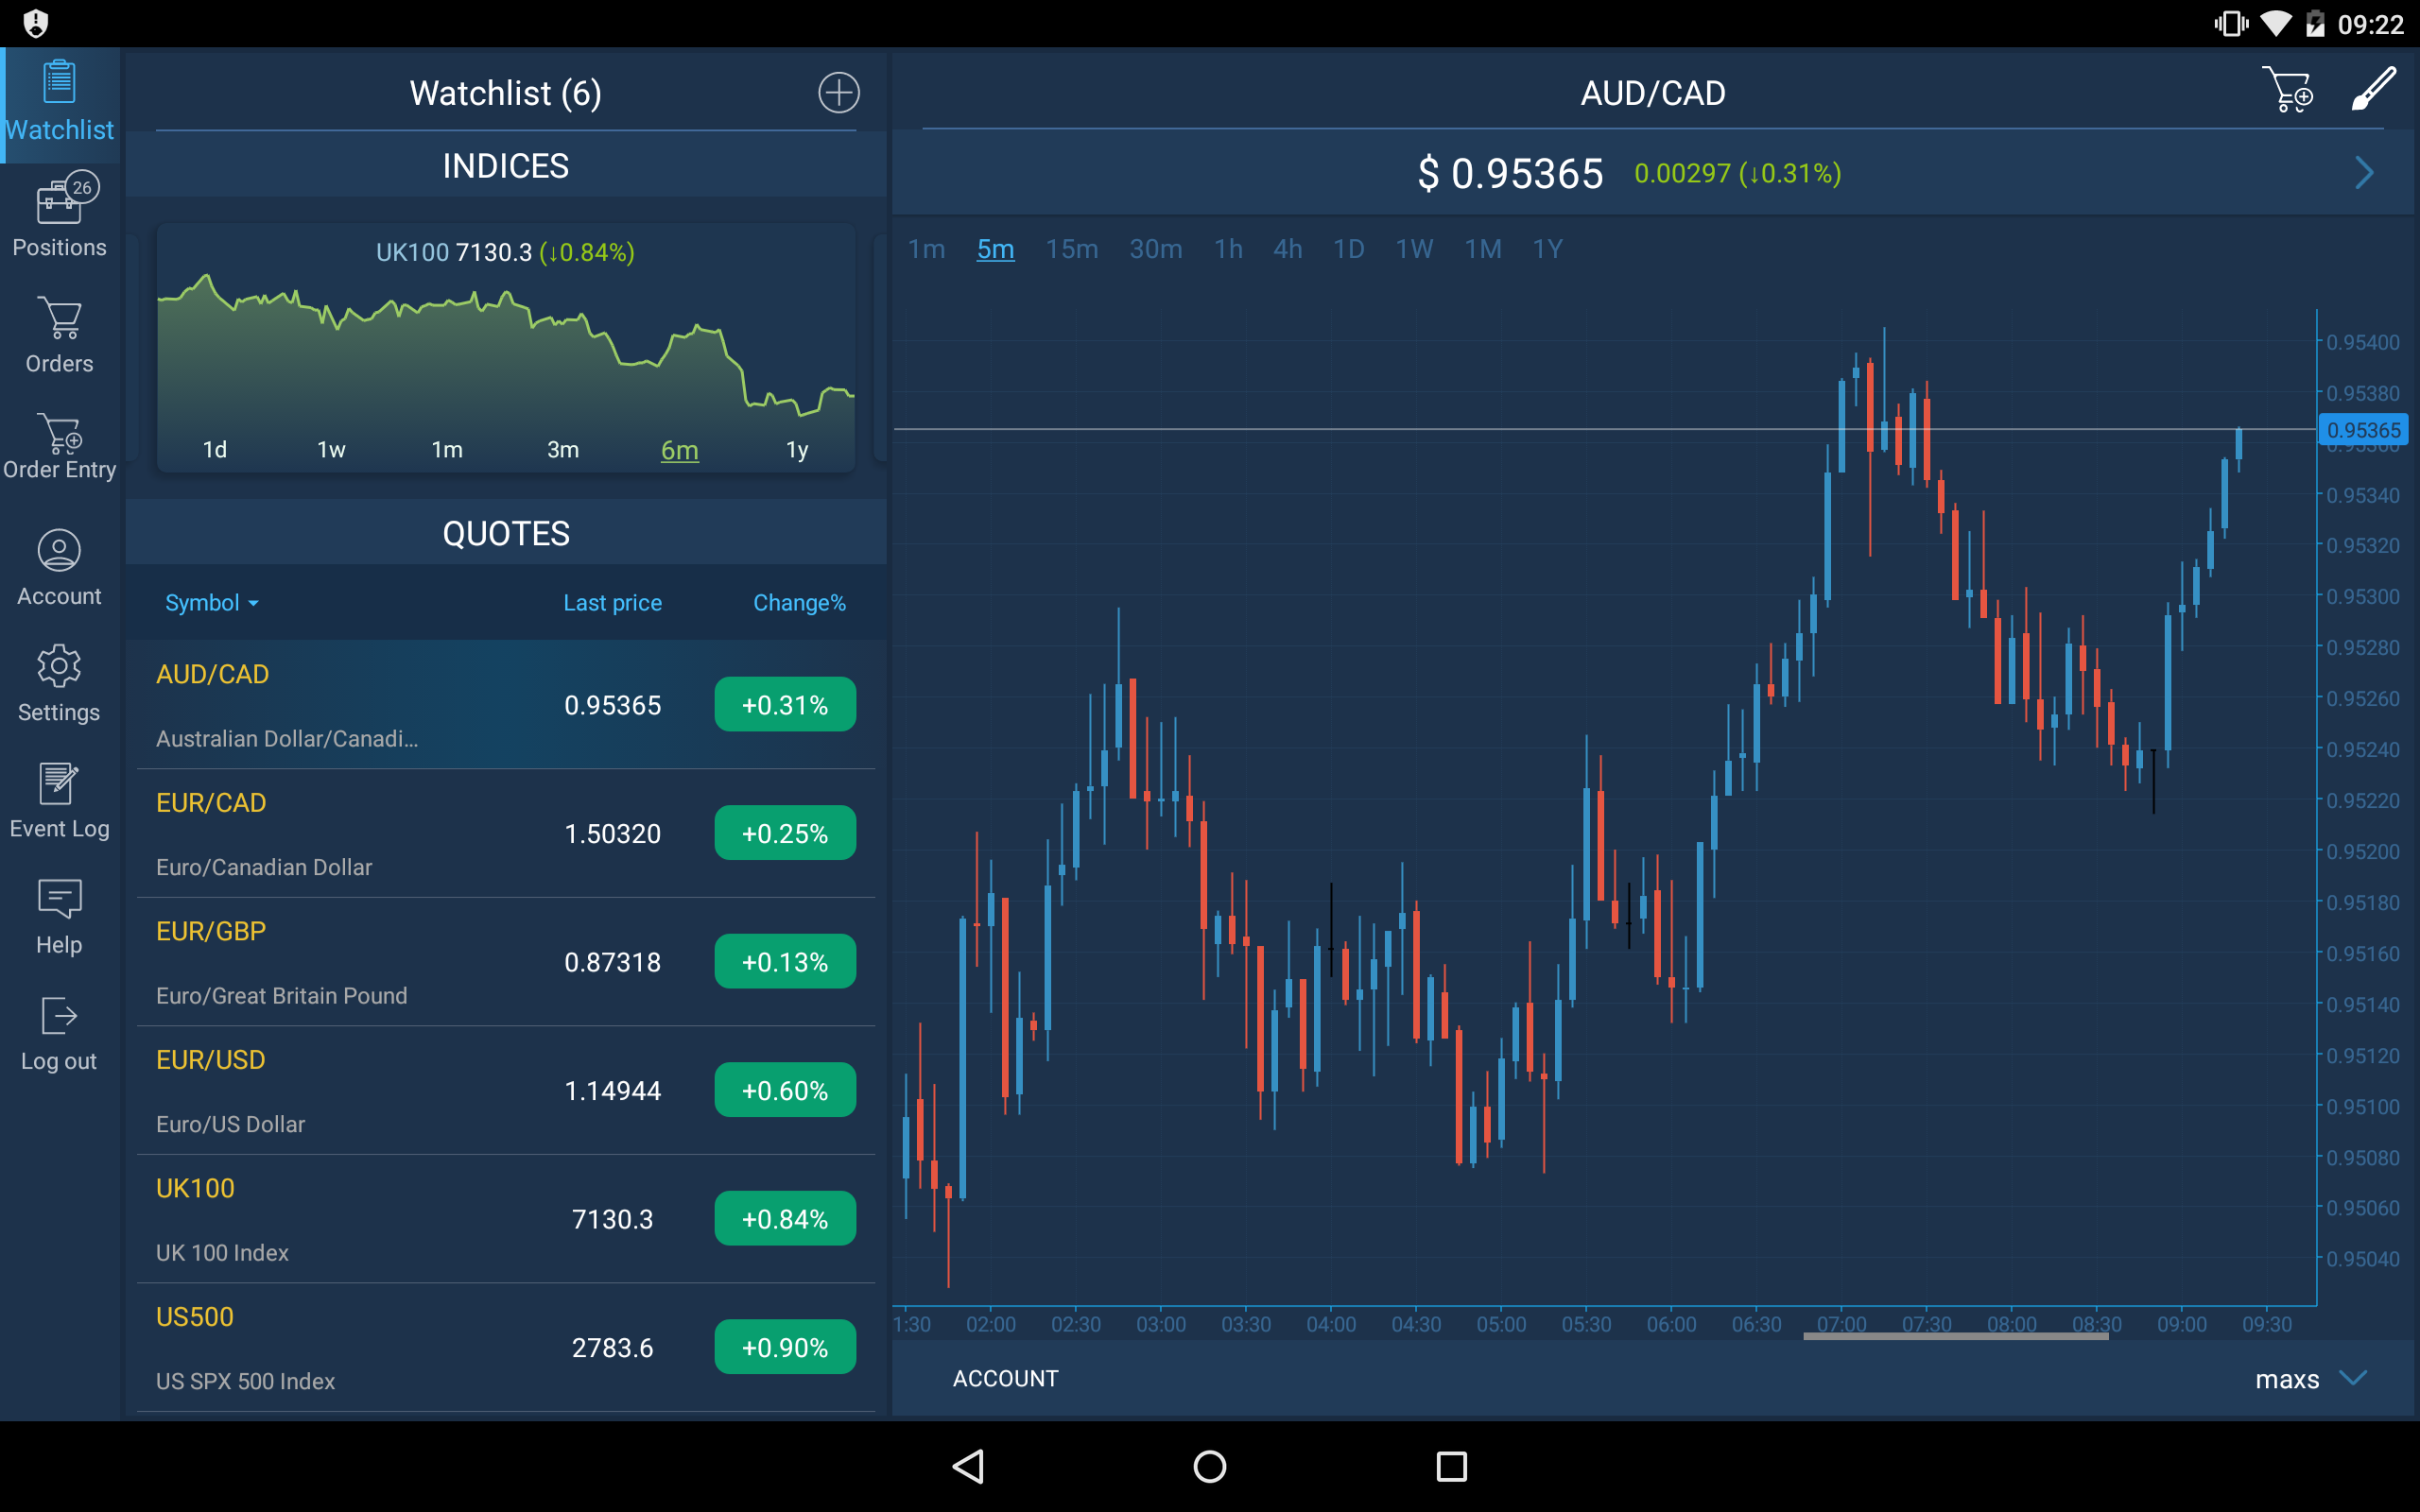 09:22
Watchlist
26
Positions
Orders
Order Entry
Account
Settings
Event Log
Help
Log out
Watchlist (6)
INDICES
UK100 7130.3 (↓0.84%)
1d 1w 1m 3m 6m 1y
QUOTES
Symbol Last price Change%
AUD/CAD
0.95365 +0.31%
Australian Dollar/Canadi...
EUR/CAD
1.50320 +0.25%
Euro/Canadian Dollar
EUR/GBP
0.87318 +0.13%
Euro/Great Britain Pound
EUR/USD
1.14944 +0.60%
Euro/US Dollar
UK100
7130.3 +0.84%
UK 100 Index
US500
2783.6 +0.90%
US SPX 500 Index
AUD/CAD
$ 0.95365 0.00297 (↓0.31%)
1m 5m 15m 30m 1h 4h 1D 1W 1M 1Y
0.95400
0.95380
0.95365
0.95360
0.95340
0.95320
0.95300
0.95280
0.95260
0.95240
0.95220
0.95200
0.95180
0.95160
0.95140
0.95120
0.95100
0.95080
0.95060
0.95040
1:30 02:00 02:30 03:00 03:30 04:00 04:30 05:00 05:30 06:00 06:30 07:00 07:30 08:00 08:30 09:00 09:30
ACCOUNT maxs